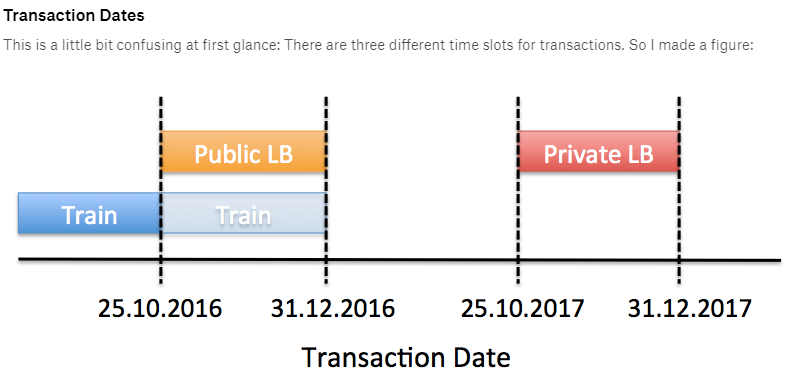 Transaction Dates
This is a little bit confusing at first glance: There are three different time slots for transactions. So I made a figure:
Public LB
Private LB
Train
Train
25.10.2016
31.12.2016
25.10.2017
31.12.2017
Transaction Date